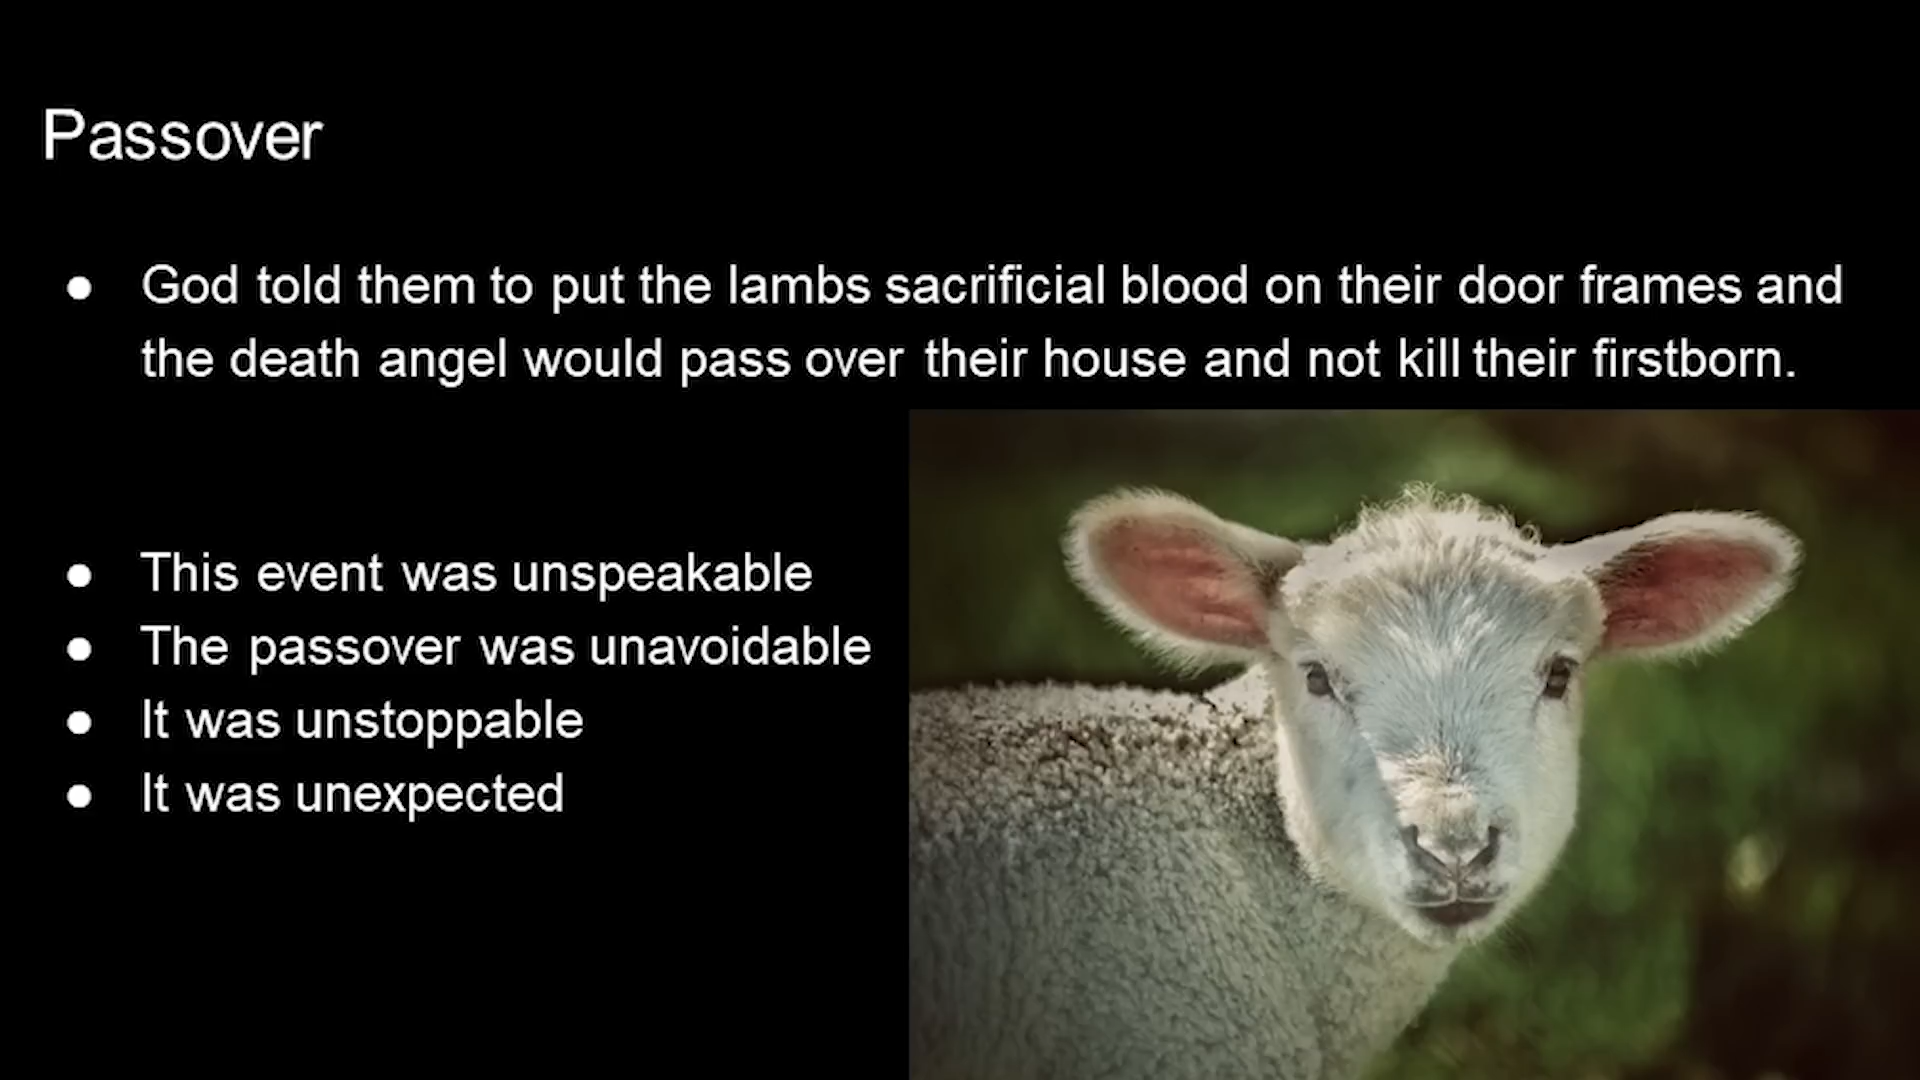 Passover
● God told them to put the lambs sacrificial blood on their door frames and
the death angel would pass over their house and not kill their firstborn.
● This event was unspeakable
● The passover was unavoidable
● It was unstoppable
● It was unexpected